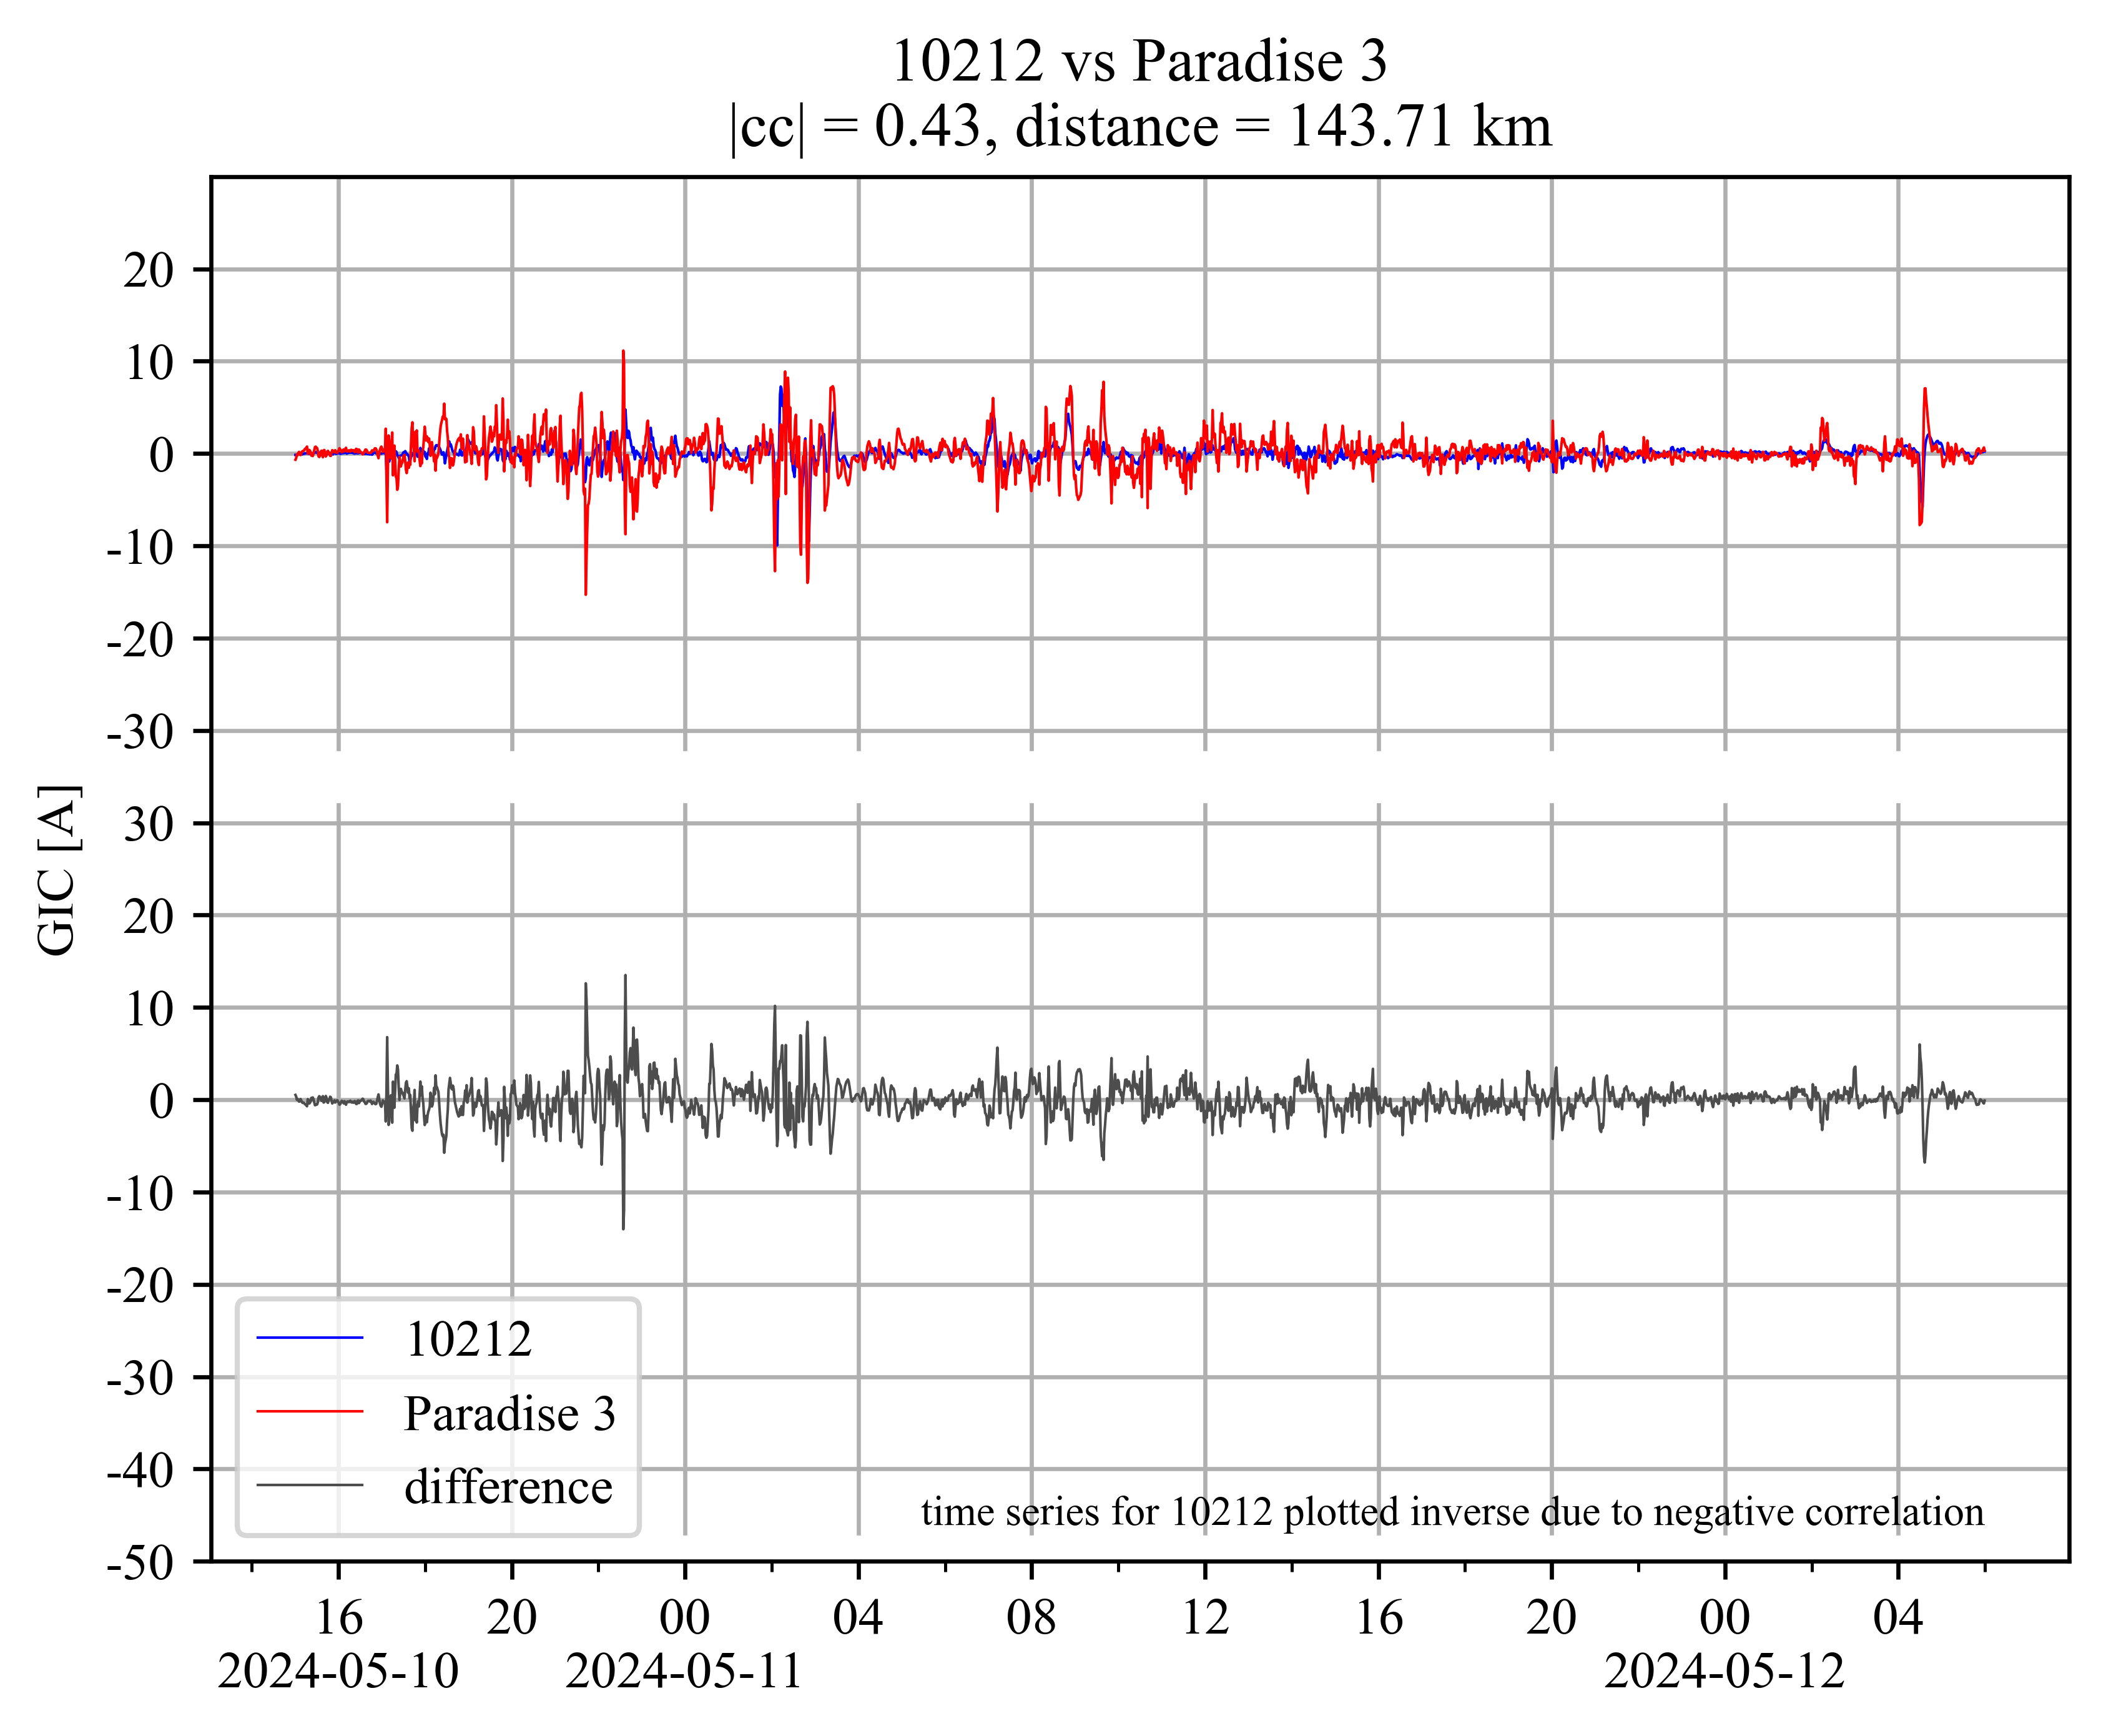 10212 vs Paradise 3
|cc| = 0.43, distance = 143.71 km
GIC [A]
20
10
0
-10
-20
-30
30
20
10
0
-10
-20
-30
-40
-50
10212
Paradise 3
difference
time series for 10212 plotted inverse due to negative correlation
16 20 00 04 08 12 16 20 00 04
2024-05-10 2024-05-11 2024-05-12